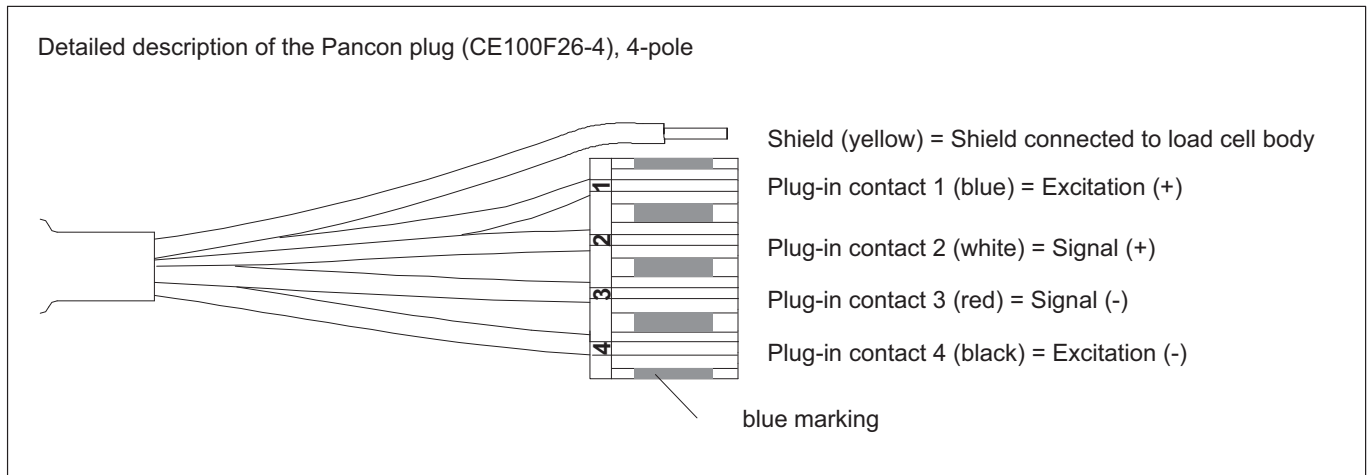 Detailed description of the Pancon plug (CE100F26-4), 4-pole
Shield (yellow) = Shield connected to load cell body
1
Plug-in contact 1 (blue) = Excitation (+)
2
Plug-in contact 2 (white) = Signal (+)
3
Plug-in contact 3 (red) = Signal (-)
4
Plug-in contact 4 (black) = Excitation (-)
blue marking